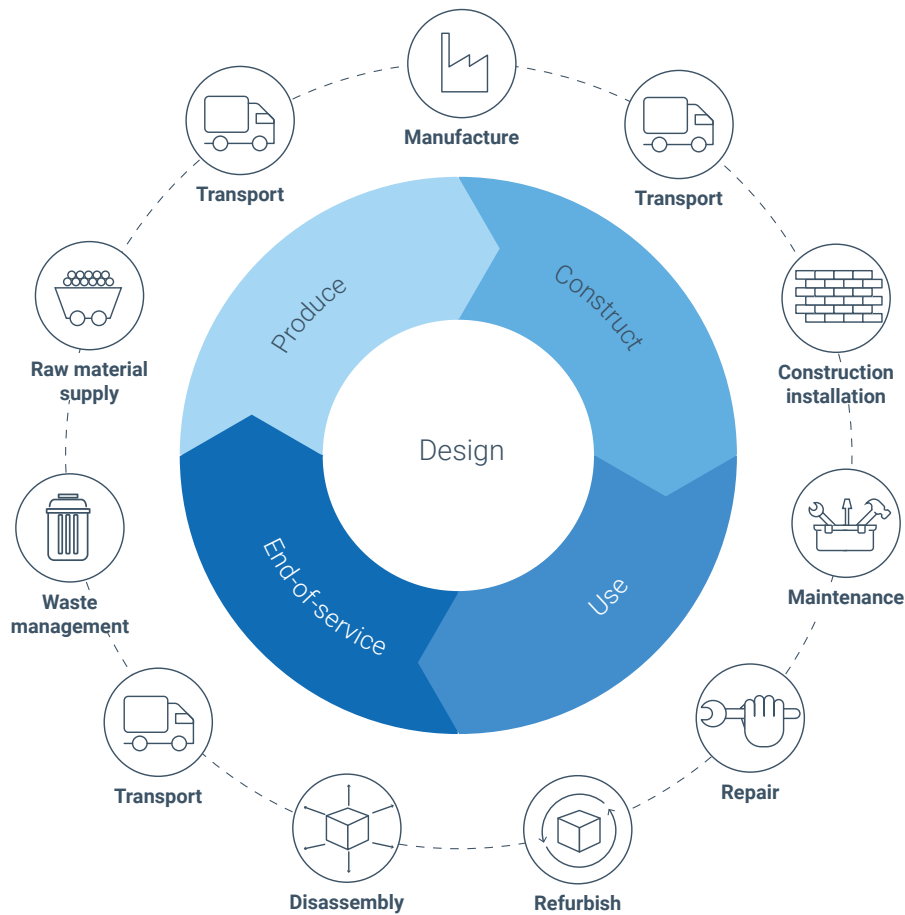 Manufacture
Transport
Transport
Produce
Construct
Raw material
supply
Construction
installation
Design
Waste
management
End-of-service
Use
Maintenance
Transport
Repair
Disassembly
Refurbish